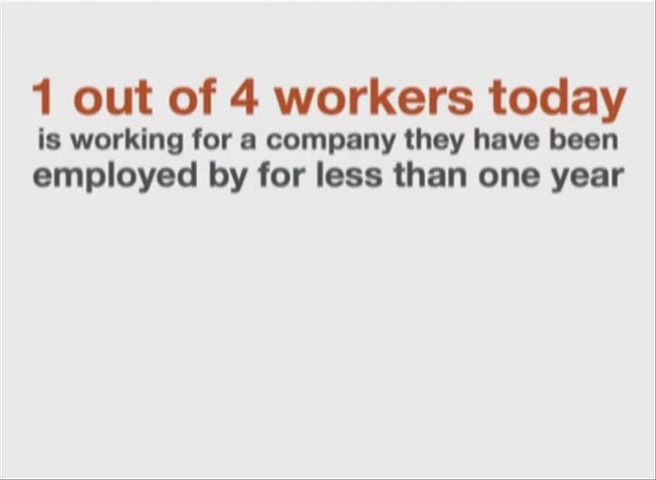 1 out of 4 workers today
is working for a company they have been
employed by for less than one year